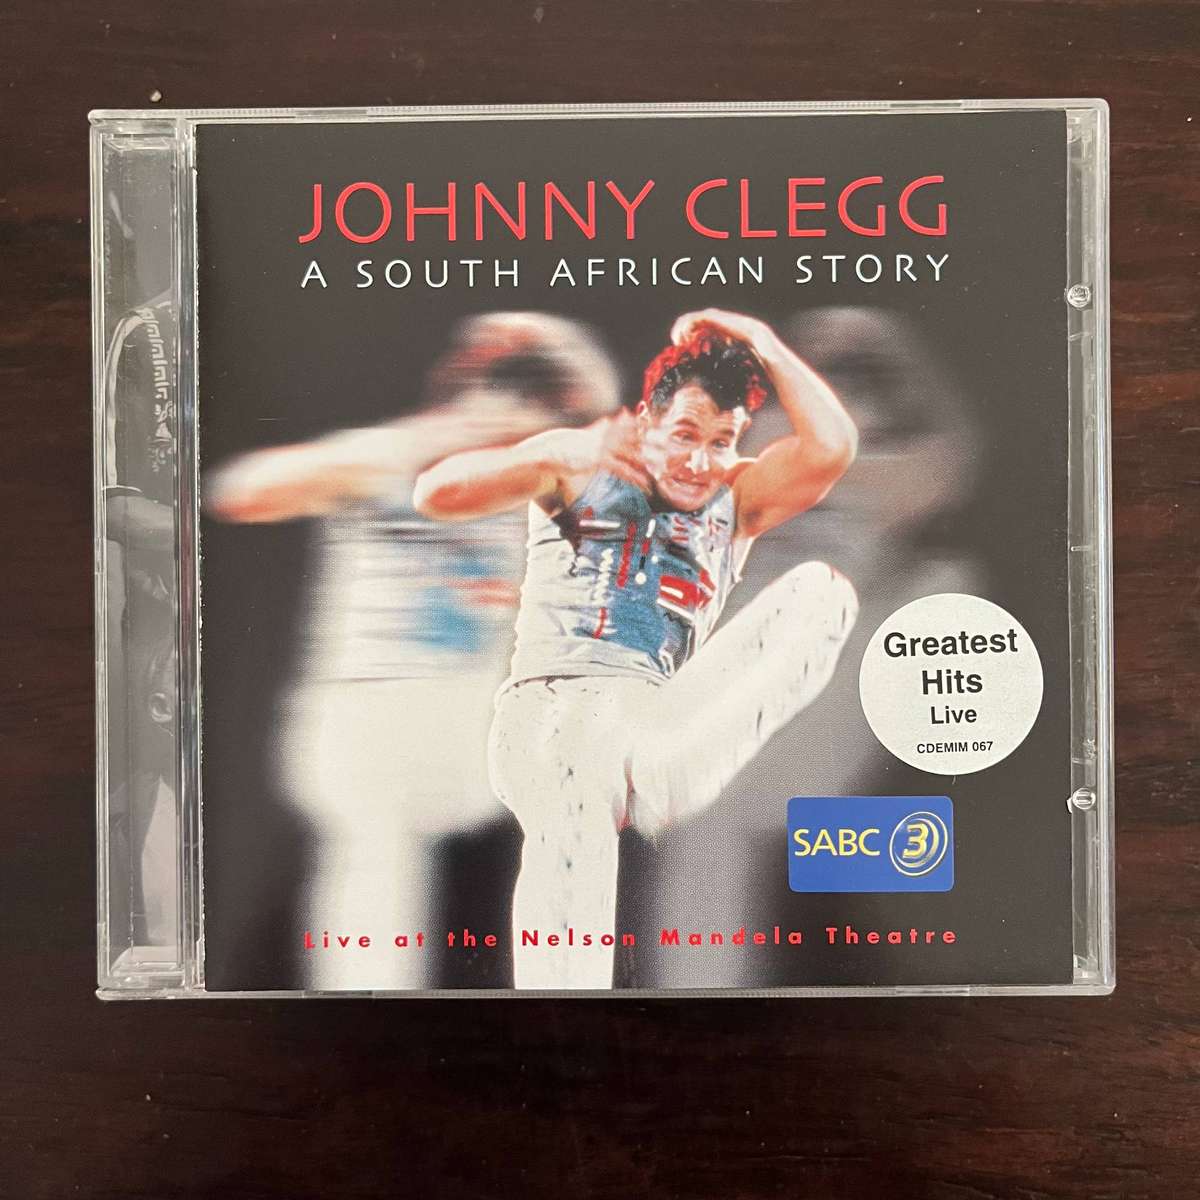 JOHNNY CLEGG
A SOUTH AFRICAN STORY
Greatest
Hits
Live
CDEMIM 067
SABC 3
Live at the Nelson Mandela Theatre